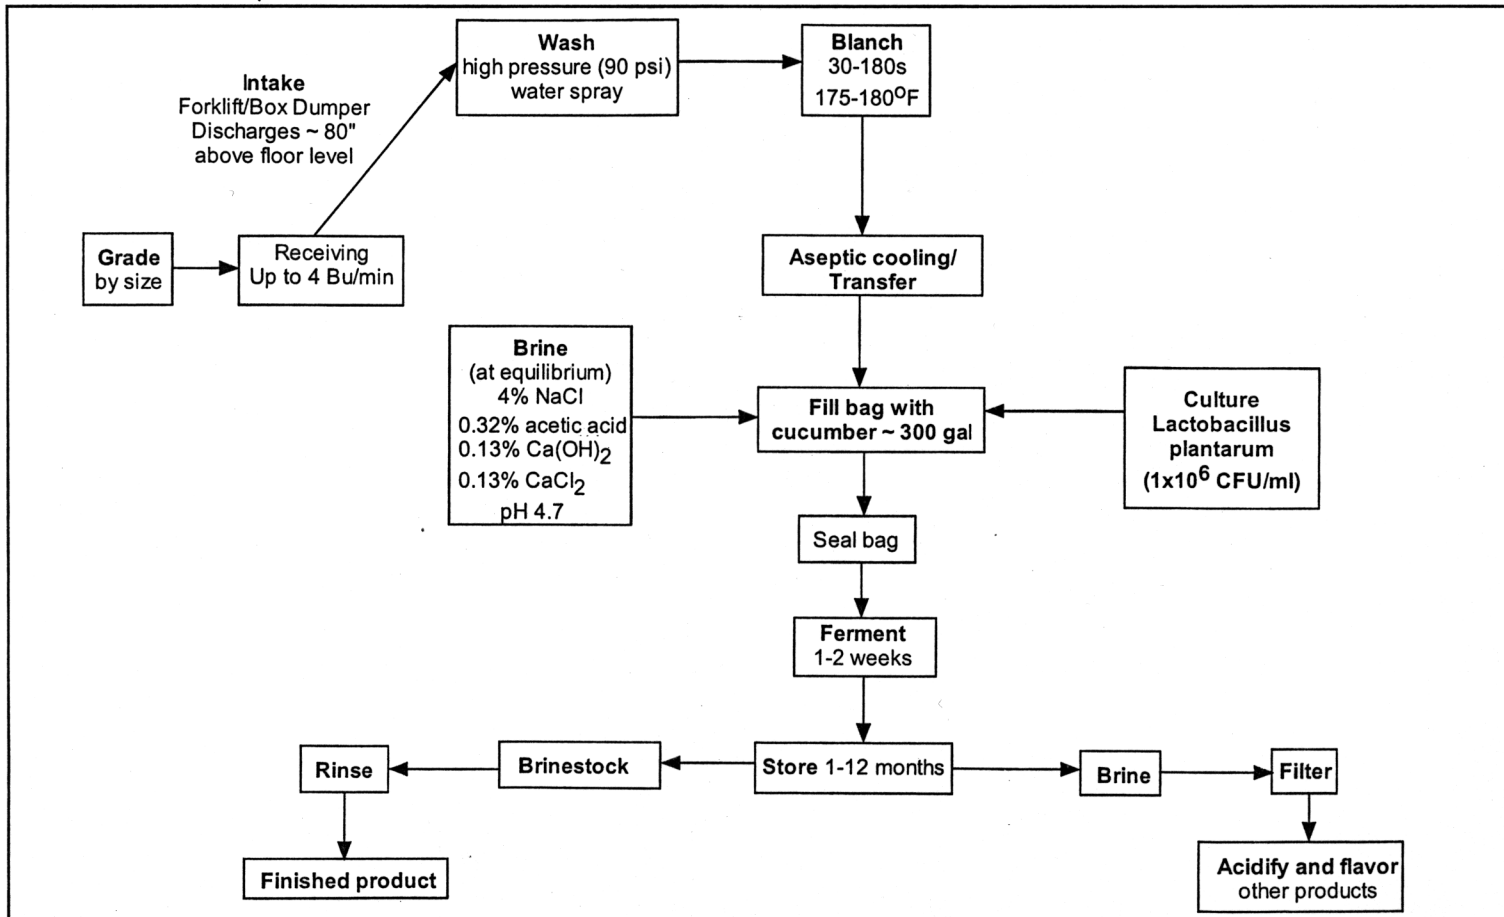 Grade
by size
Receiving
Up to 4 Bu/min
Intake
Forklift/Box Dumper
Discharges ~ 80"
above floor level
Wash
high pressure (90 psi)
water spray
Blanch
30-180s
175-180ºF
Aseptic cooling/
Transfer
Brine
(at equilibrium)
4% NaCl
0.32% acetic acid
0.13% Ca(OH)₂
0.13% CaCl₂
pH 4.7
Fill bag with
cucumber ~ 300 gal
Culture
Lactobacillus
plantarum
(1x10⁶ CFU/ml)
Seal bag
Ferment
1-2 weeks
Store 1-12 months
Brinestock
Rinse
Finished product
Brine
Filter
Acidify and flavor
other products